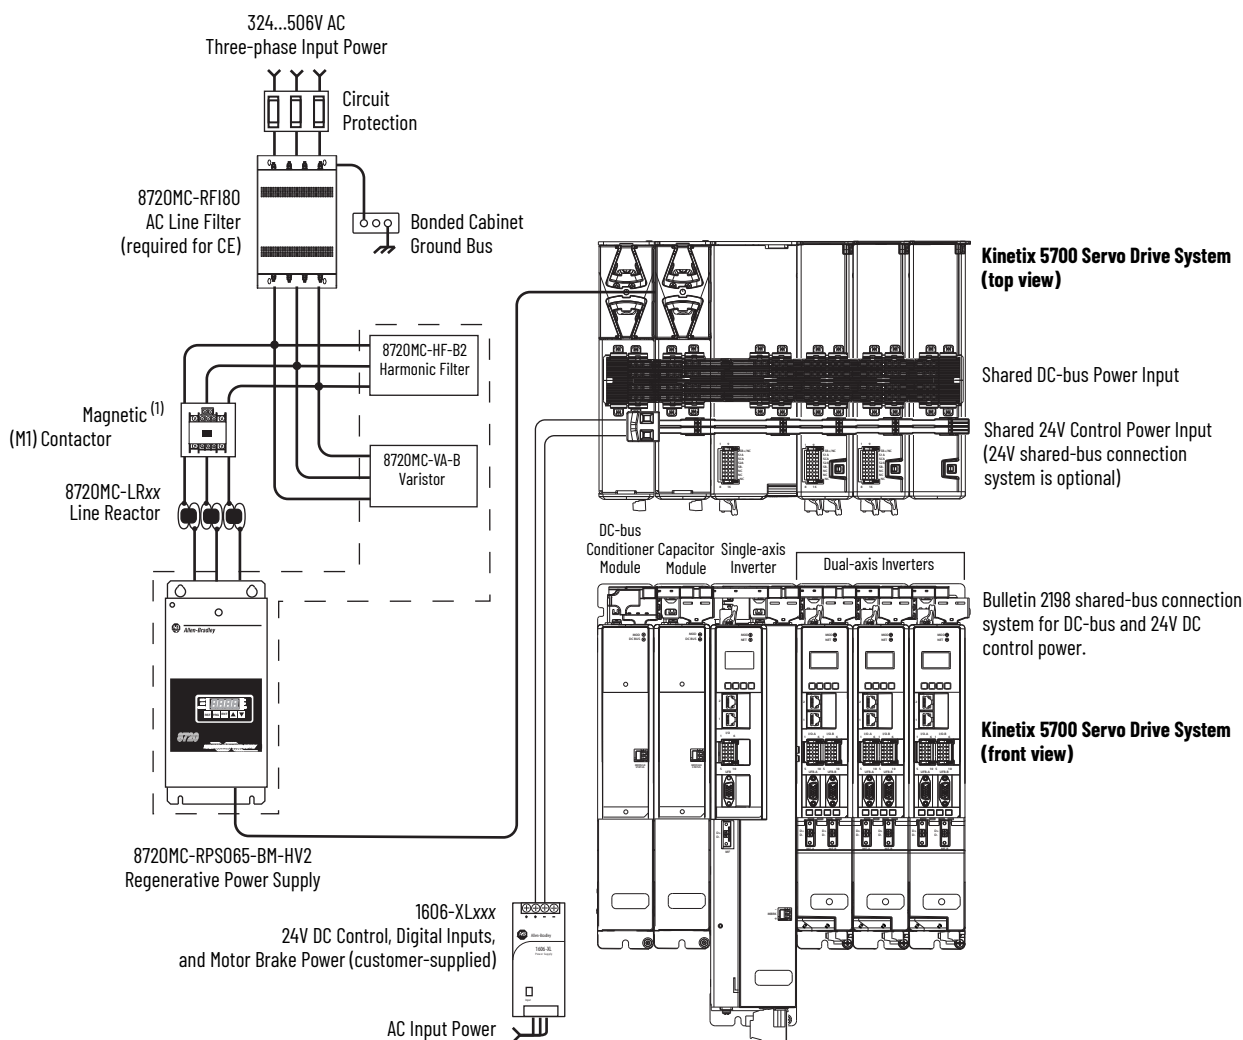 324...506V AC
Three-phase Input Power
Circuit
Protection
8720MC-RFI80
AC Line Filter
(required for CE)
Bonded Cabinet
Ground Bus
8720MC-HF-B2
Harmonic Filter
Magnetic (1)
(M1) Contactor
8720MC-VA-B
Varistor
8720MC-LRxx
Line Reactor
Allen-Bradley
8720
8720MC-RPS065-BM-HV2
Regenerative Power Supply
1606-XLxxx
24V DC Control, Digital Inputs,
and Motor Brake Power (customer-supplied)
Allen-Bradley
1606-XL
Power Supply
Input
AC Input Power
Kinetix 5700 Servo Drive System
(top view)
Shared DC-bus Power Input
Shared 24V Control Power Input
(24V shared-bus connection
system is optional)
DC-bus
Conditioner
Module
Capacitor
Module
Single-axis
Inverter
Dual-axis Inverters
Bulletin 2198 shared-bus connection
system for DC-bus and 24V DC
control power.
Kinetix 5700 Servo Drive System
(front view)